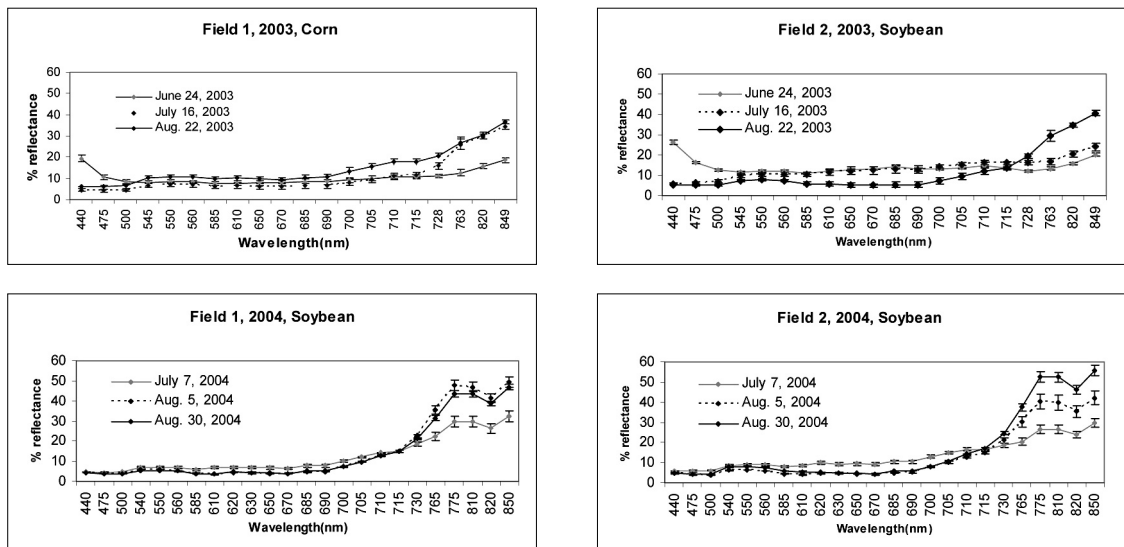 Field 1, 2003, Corn
% reflectance
60
50
40
30
20
10
0
June 24, 2003
July 16, 2003
Aug. 22, 2003
440 475 500 545 550 560 585 610 650 670 685 690 700 705 710 715 728 763 820 849
Wavelength(nm)
Field 2, 2003, Soybean
% reflectance
60
50
40
30
20
10
0
June 24, 2003
July 16, 2003
Aug. 22, 2003
440 475 500 545 550 560 585 610 650 670 685 690 700 705 710 715 728 763 820 849
Wavelength(nm)
Field 1, 2004, Soybean
% reflectance
60
50
40
30
20
10
0
July 7, 2004
Aug. 5, 2004
Aug. 30, 2004
440 475 500 540 550 560 585 610 620 630 650 670 685 690 700 705 710 715 730 765 775 810 820 850
Wavelength(nm)
Field 2, 2004, Soybean
% reflectance
60
50
40
30
20
10
0
July 7, 2004
Aug. 5, 2004
Aug. 30, 2004
440 475 500 540 550 560 585 610 620 630 650 670 685 690 700 705 710 715 730 765 775 810 820 850
Wavelength(nm)